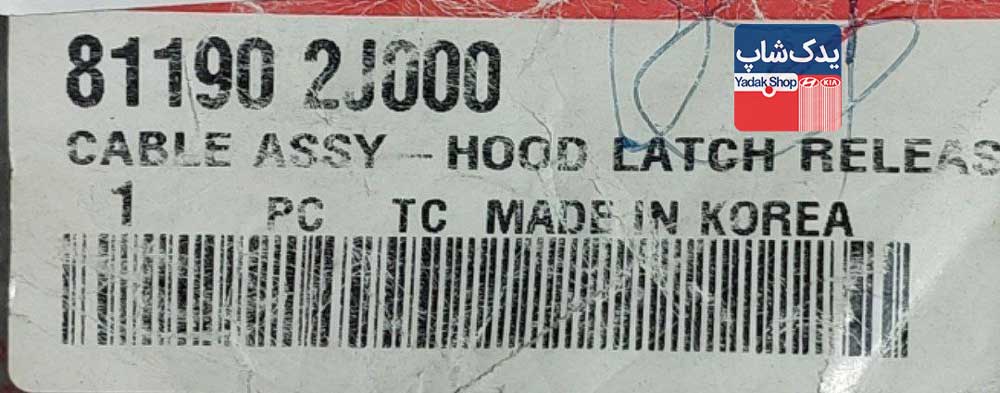 81190 2J000
یدک‌شاپ
Yadak Shop
KIA
CABLE ASSY - HOOD LATCH RELEAS
1 PC TC MADE IN KOREA